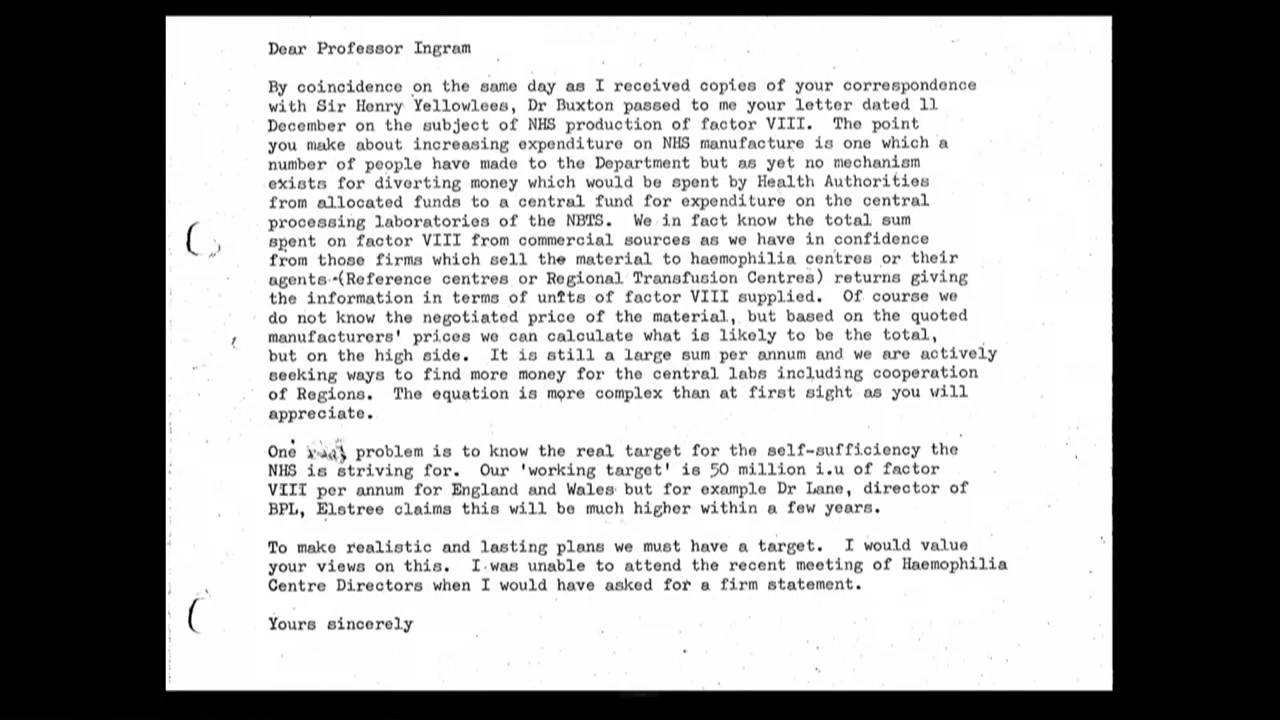 Dear Professor Ingram
By coincidence on the same day as I received copies of your correspondence
with Sir Henry Yellowlees, Dr Buxton passed to me your letter dated 11
December on the subject of NHS production of factor VIII. The point
you make about increasing expenditure on NHS manufacture is one which a
number of people have made to the Department but as yet no mechanism
exists for diverting money which would be spent by Health Authorities
from allocated funds to a central fund for expenditure on the central
processing laboratories of the NBTS. We in fact know the total sum
spent on factor VIII from commercial sources as we have in confidence
from those firms which sell the material to haemophilia centres or their
agents (Reference centres or Regional Transfusion Centres) returns giving
the information in terms of units of factor VIII supplied. Of course we
do not know the negotiated price of the material, but based on the quoted
manufacturers' prices we can calculate what is likely to be the total,
but on the high side. It is still a large sum per annum and we are actively
seeking ways to find more money for the central labs including cooperation
of Regions. The equation is more complex than at first sight as you will
appreciate.
One problem is to know the real target for the self-sufficiency the
NHS is striving for. Our 'working target' is 50 million i.u of factor
VIII per annum for England and Wales but for example Dr Lane, director of
BPL, Elstree claims this will be much higher within a few years.
To make realistic and lasting plans we must have a target. I would value
your views on this. I was unable to attend the recent meeting of Haemophilia
Centre Directors when I would have asked for a firm statement.
Yours sincerely